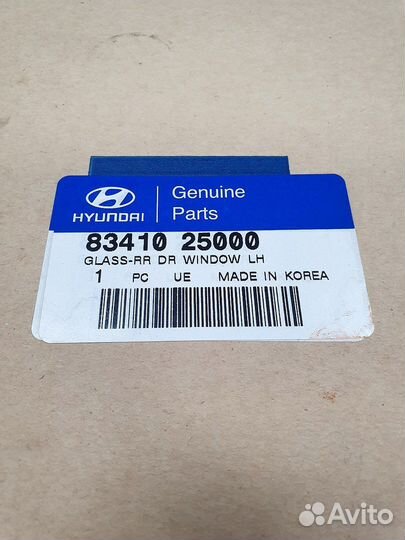 HYUNDAI
Genuine
Parts
83410 25000
GLASS-RR DR WINDOW LH
1 PC UE MADE IN KOREA
Avito